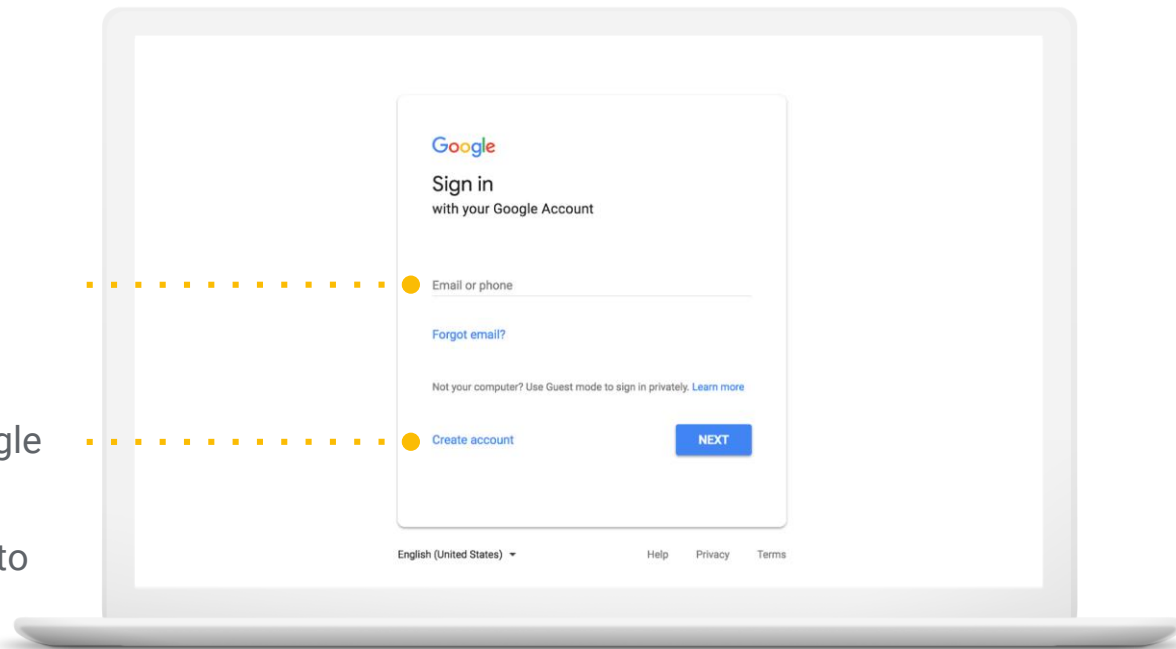 Google
Sign in
with your Google Account
Email or phone
Forgot email?
Not your computer? Use Guest mode to sign in privately. Learn more
Create account
NEXT
English (United States)
Help Privacy Terms
to